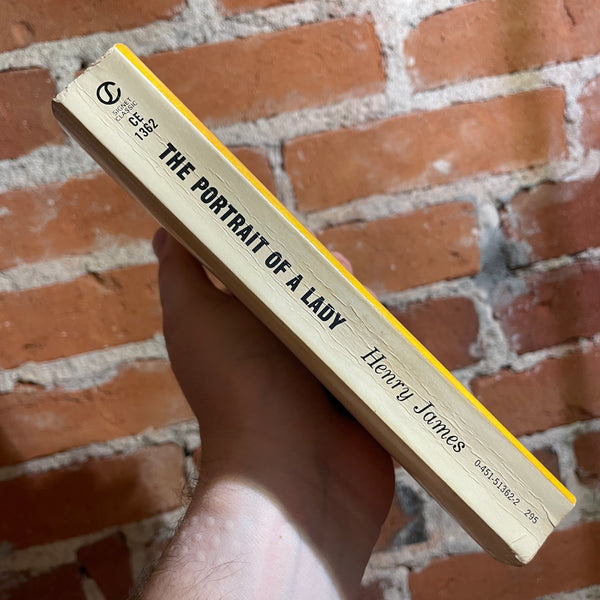 SIGNET
CLASSIC
CE
1362
THE PORTRAIT OF A LADY
Henry James
0-451-51362-2 295